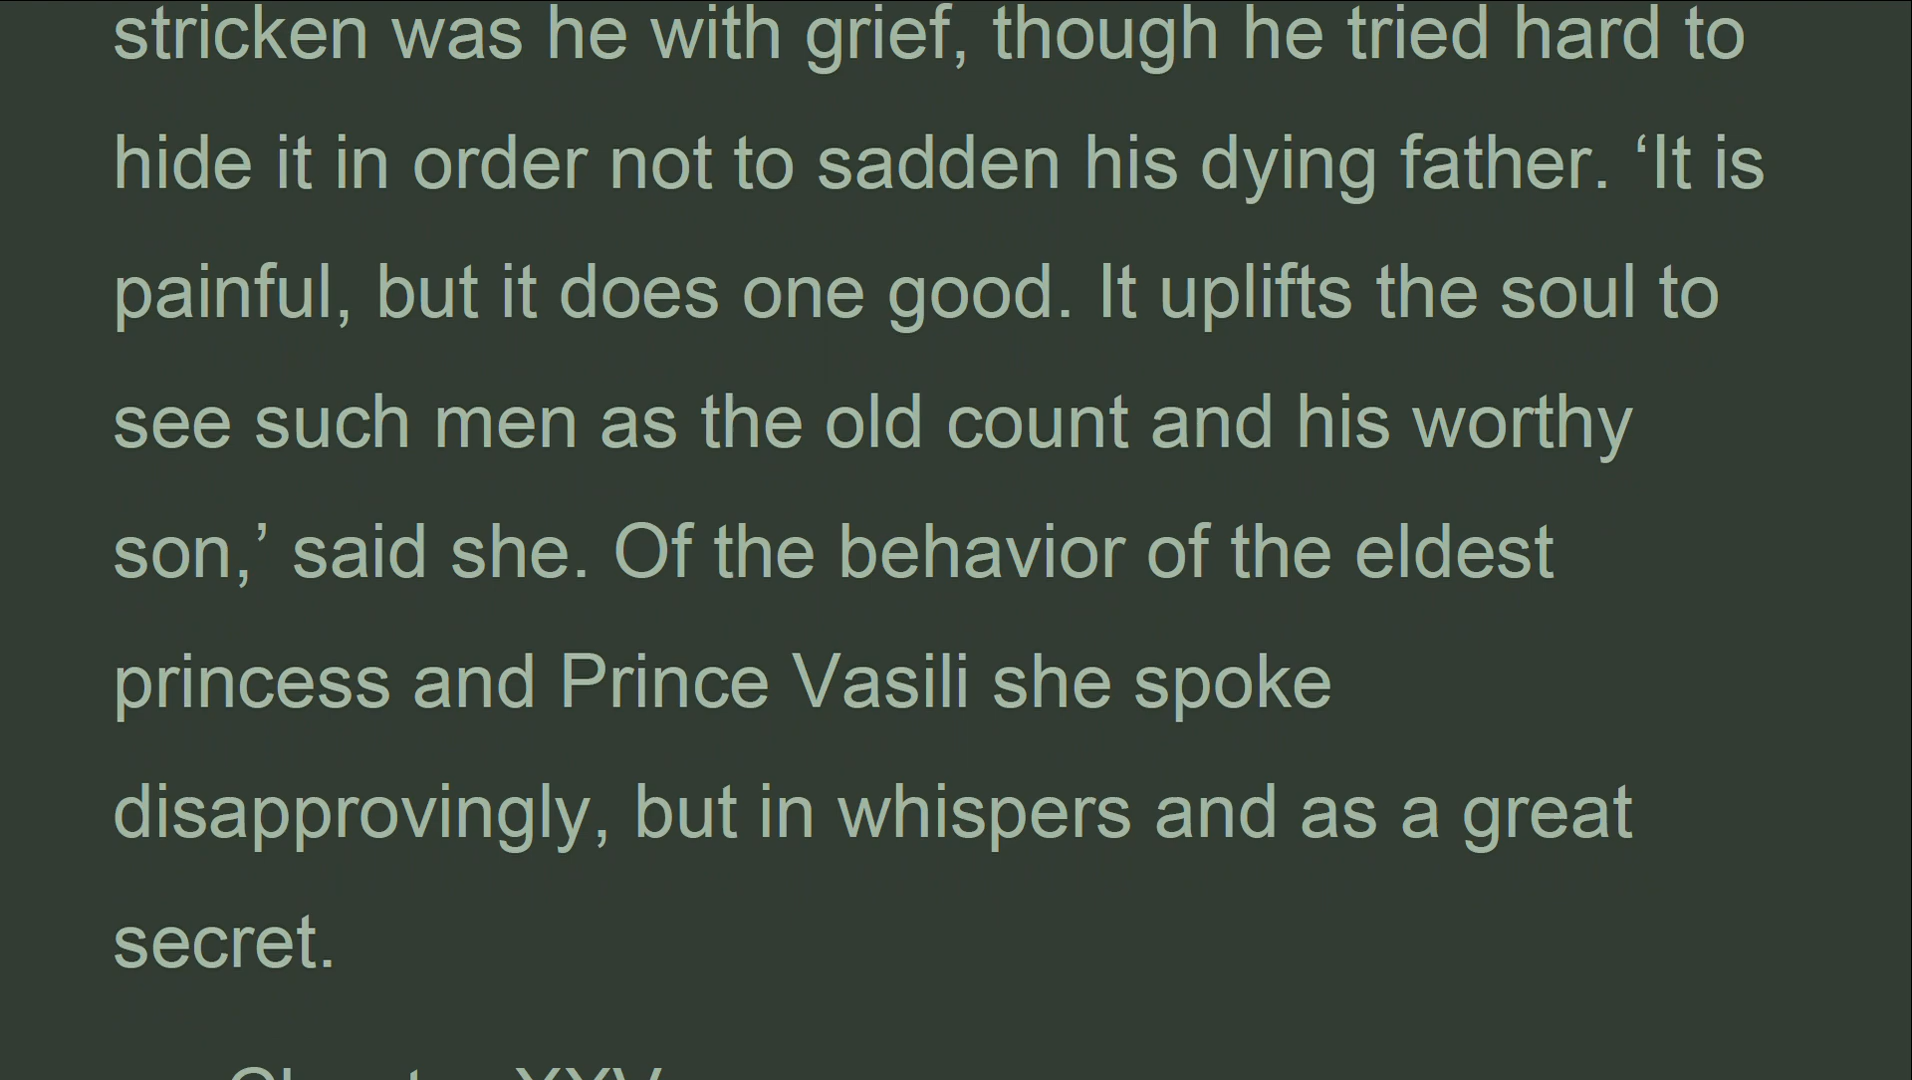 stricken was he with grief, though he tried hard to
hide it in order not to sadden his dying father. ‘It is
painful, but it does one good. It uplifts the soul to
see such men as the old count and his worthy
son,’ said she. Of the behavior of the eldest
princess and Prince Vasili she spoke
disapprovingly, but in whispers and as a great
secret.
Chapter XXV